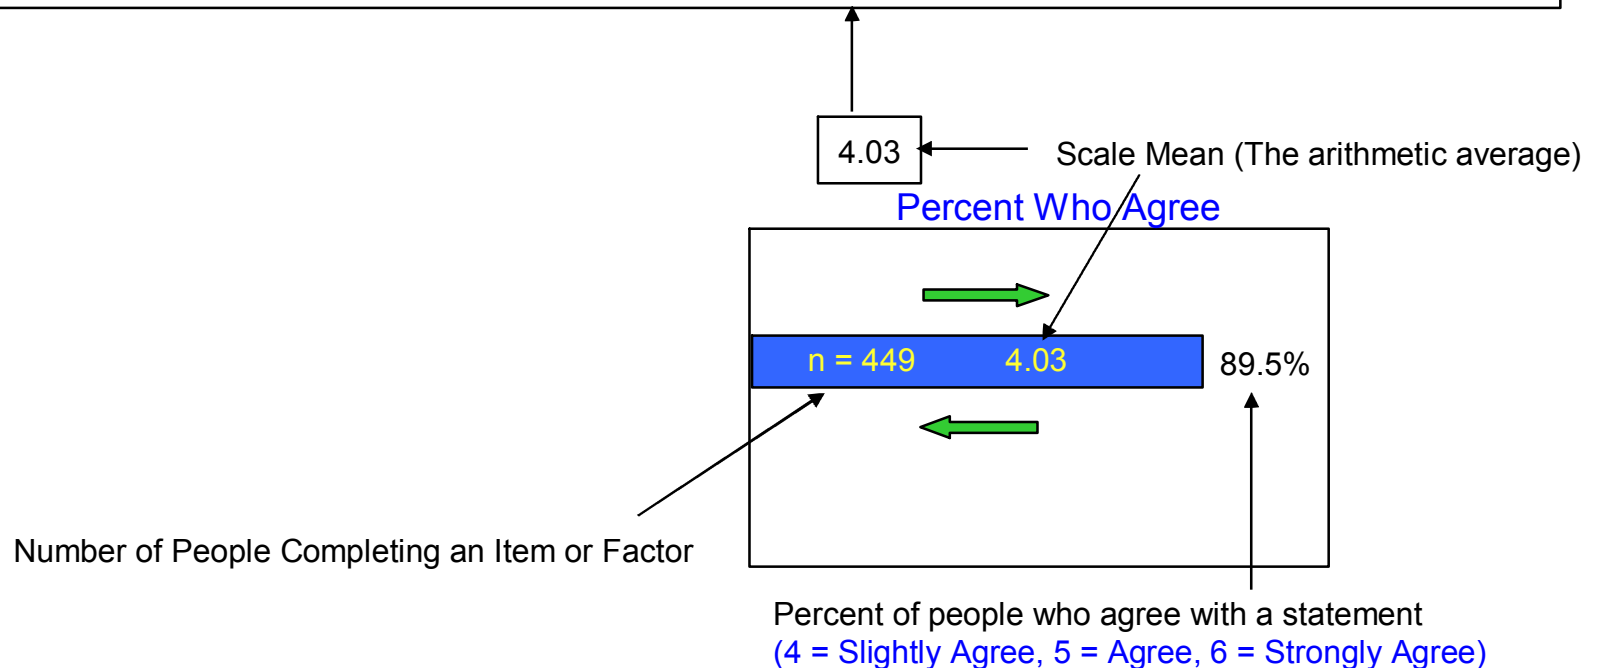 4.03
Scale Mean (The arithmetic average)
Percent Who Agree
n = 449 4.03
89.5%
Number of People Completing an Item or Factor
Percent of people who agree with a statement
(4 = Slightly Agree, 5 = Agree, 6 = Strongly Agree)